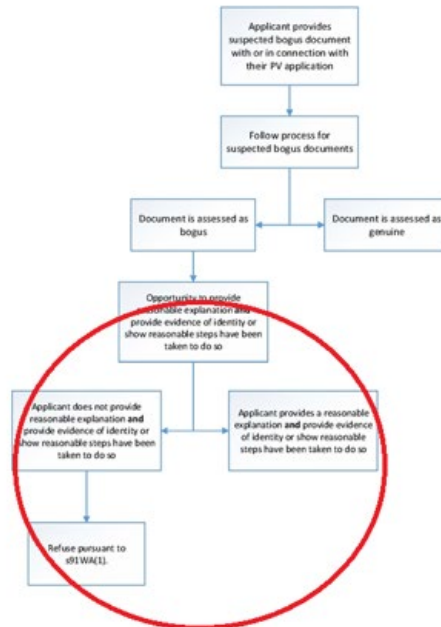 Applicant provides
suspected bogus document
with or in connection with
their PV application
Follow process for
suspected bogus documents
Document is assessed as
bogus
Document is assessed as
genuine
Opportunity to provide
reasonable explanation and
provide evidence of identity or
show reasonable steps have been
taken to do so
Applicant does not provide
reasonable explanation and
provide evidence of identity or
show reasonable steps have been
taken to do so
Applicant provides a reasonable
explanation and provide evidence
of identity or show reasonable
steps have been taken to do so
Refuse pursuant to
s91WA(1).